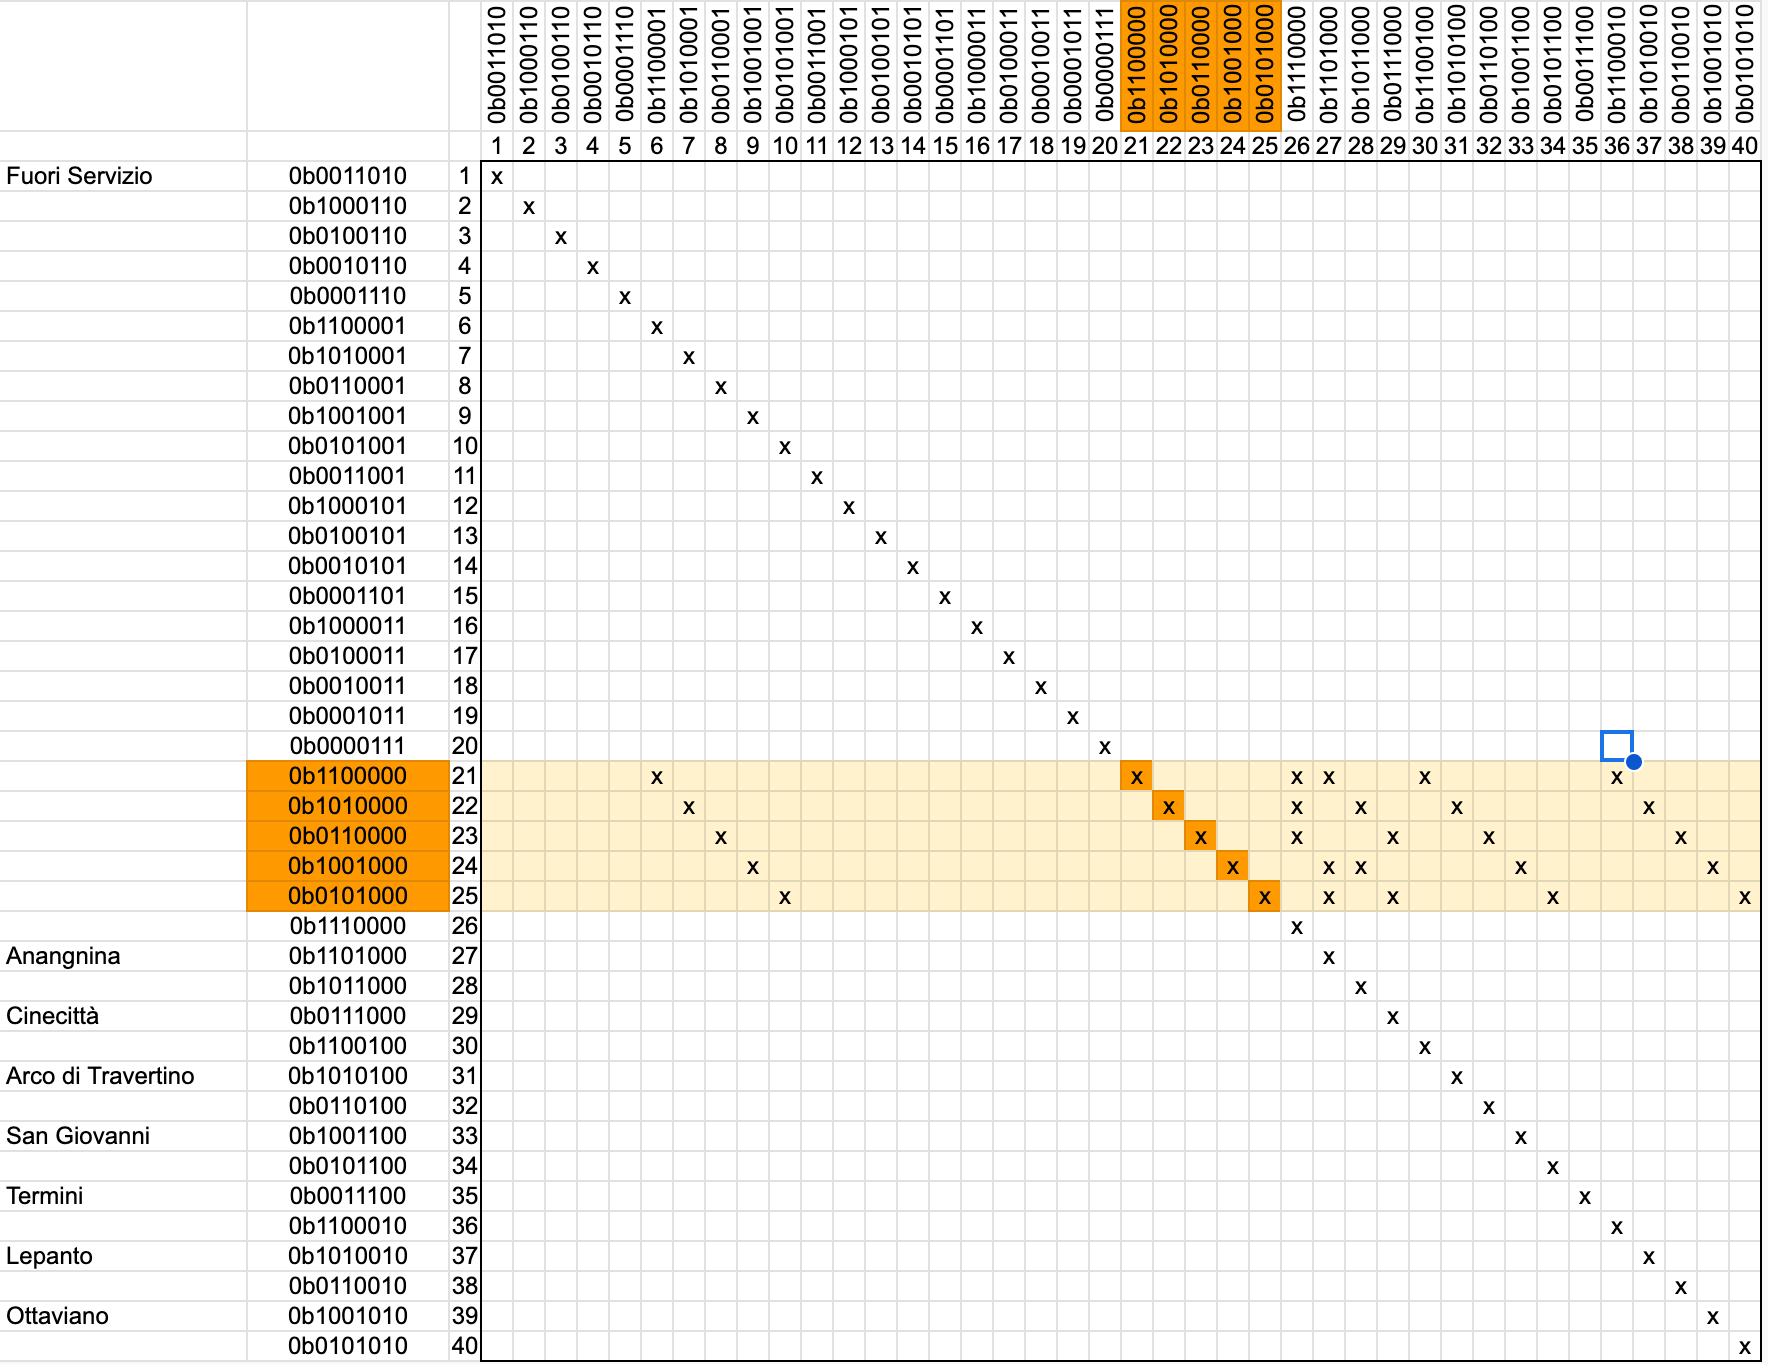 0b0011010 0b1000110 0b0100110 0b0010110 0b0001110 0b1100001 0b1010001 0b0110001 0b1001001 0b0101001 0b0011001 0b1000101 0b0100101 0b0010101 0b0001101 0b1000011 0b0100011 0b0010011 0b0001011 0b0000111 0b1100000 0b1010000 0b0110000 0b1001000 0b0101000 0b1110000 0b1101000 0b1011000 0b0111000 0b1100100 0b1010100 0b0110100 0b1001100 0b0101100 0b0011100 0b1100010 0b1010010 0b0110010 0b1001010 0b0101010
1 2 3 4 5 6 7 8 9 10 11 12 13 14 15 16 17 18 19 20 21 22 23 24 25 26 27 28 29 30 31 32 33 34 35 36 37 38 39 40
Fuori Servizio 0b0011010 1 x
0b1000110 2 x
0b0100110 3 x
0b0010110 4 x
0b0001110 5 x
0b1100001 6 x
0b1010001 7 x
0b0110001 8 x
0b1001001 9 x
0b0101001 10 x
0b0011001 11 x
0b1000101 12 x
0b0100101 13 x
0b0010101 14 x
0b0001101 15 x
0b1000011 16 x
0b0100011 17 x
0b0010011 18 x
0b0001011 19 x
0b0000111 20 x
0b1100000 21 x x x x x x
0b1010000 22 x x x x x x
0b0110000 23 x x x x x x
0b1001000 24 x x x x x x
0b0101000 25 x x x x x x
0b1110000 26 x
Anangnina 0b1101000 27 x
0b1011000 28 x
Cinecittà 0b0111000 29 x
0b1100100 30 x
Arco di Travertino 0b1010100 31 x
0b0110100 32 x
San Giovanni 0b1001100 33 x
0b0101100 34 x
Termini 0b0011100 35 x
0b1100010 36 x
Lepanto 0b1010010 37 x
0b0110010 38 x
Ottaviano 0b1001010 39 x
0b0101010 40 x